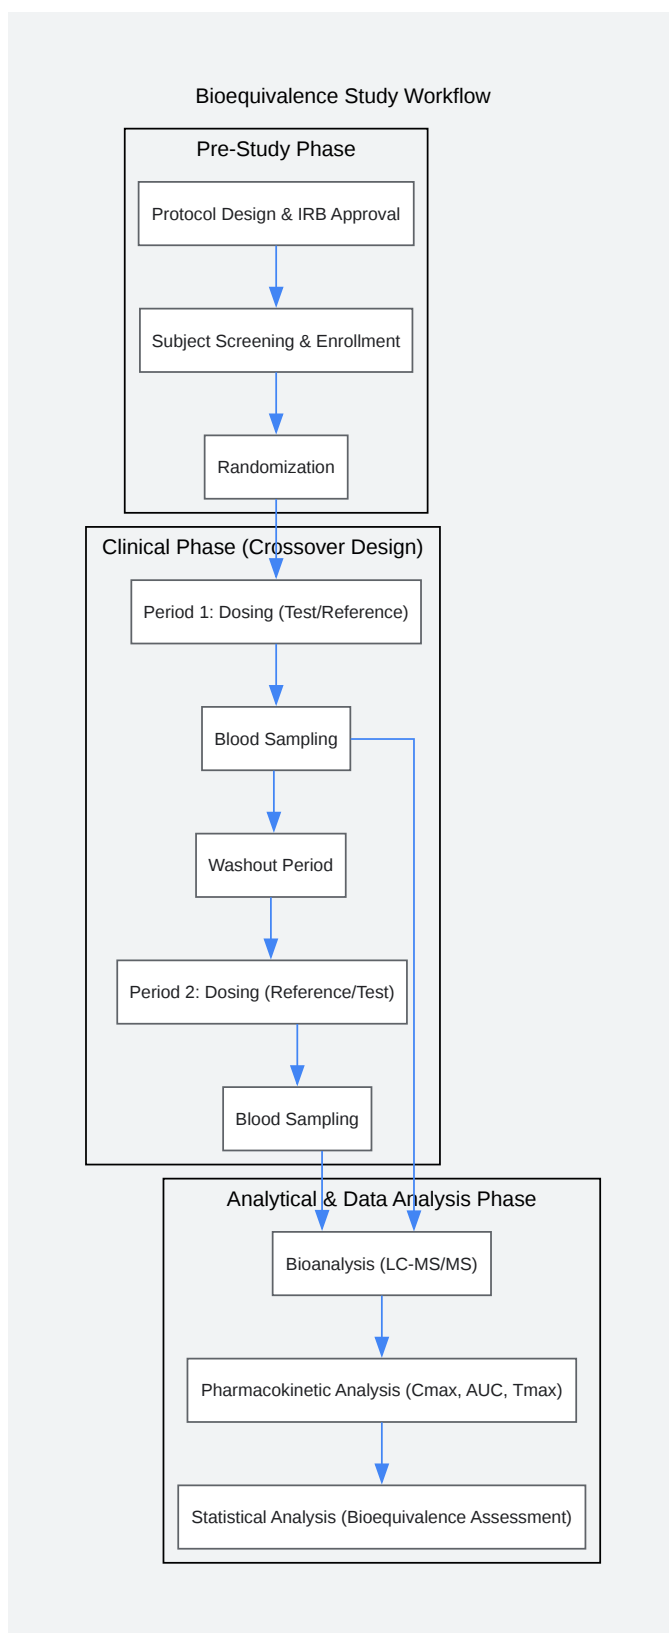 Bioequivalence Study Workflow
Pre-Study Phase
Protocol Design & IRB Approval
Subject Screening & Enrollment
Randomization
Clinical Phase (Crossover Design)
Period 1: Dosing (Test/Reference)
Blood Sampling
Washout Period
Period 2: Dosing (Reference/Test)
Blood Sampling
Analytical & Data Analysis Phase
Bioanalysis (LC-MS/MS)
Pharmacokinetic Analysis (Cmax, AUC, Tmax)
Statistical Analysis (Bioequivalence Assessment)